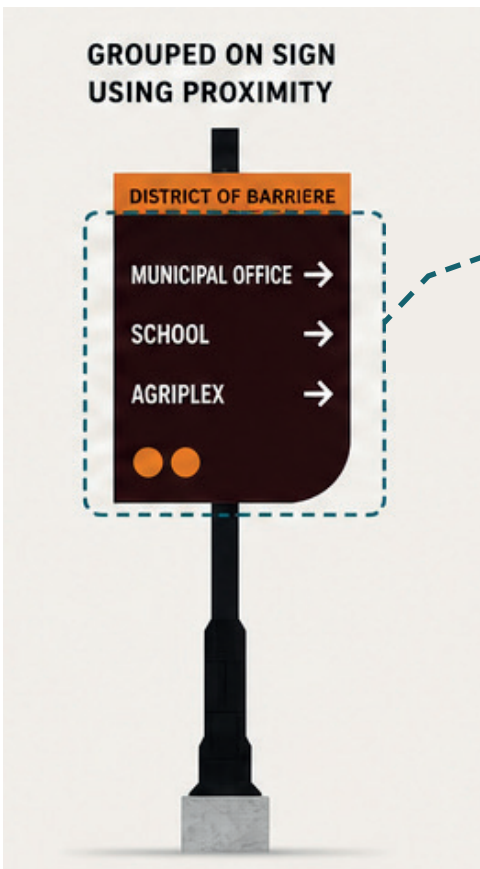 GROUPED ON SIGN
USING PROXIMITY
DISTRICT OF BARRIERE
MUNICIPAL OFFICE →
SCHOOL →
AGRIPLEX →